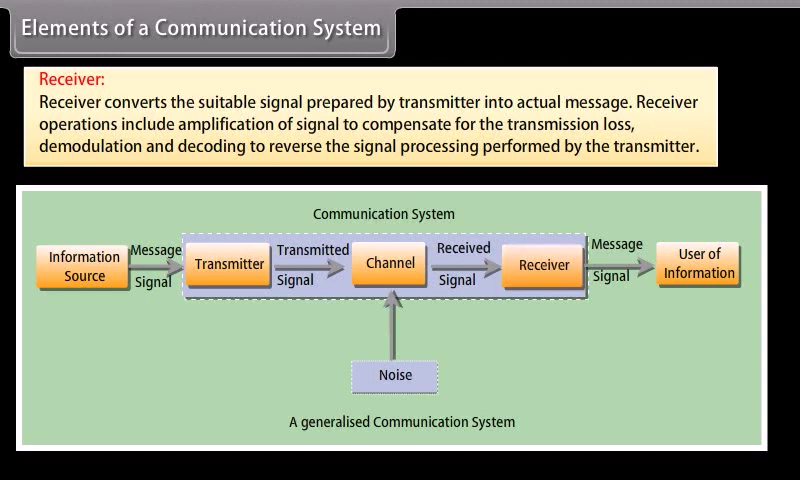 Elements of a Communication System
Receiver:
Receiver converts the suitable signal prepared by transmitter into actual message. Receiver
operations include amplification of signal to compensate for the transmission loss,
demodulation and decoding to reverse the signal processing performed by the transmitter.
Communication System
Information
Source
Message
Signal
Transmitter
Transmitted
Signal
Channel
Received
Signal
Receiver
Message
Signal
User of
Information
Noise
A generalised Communication System